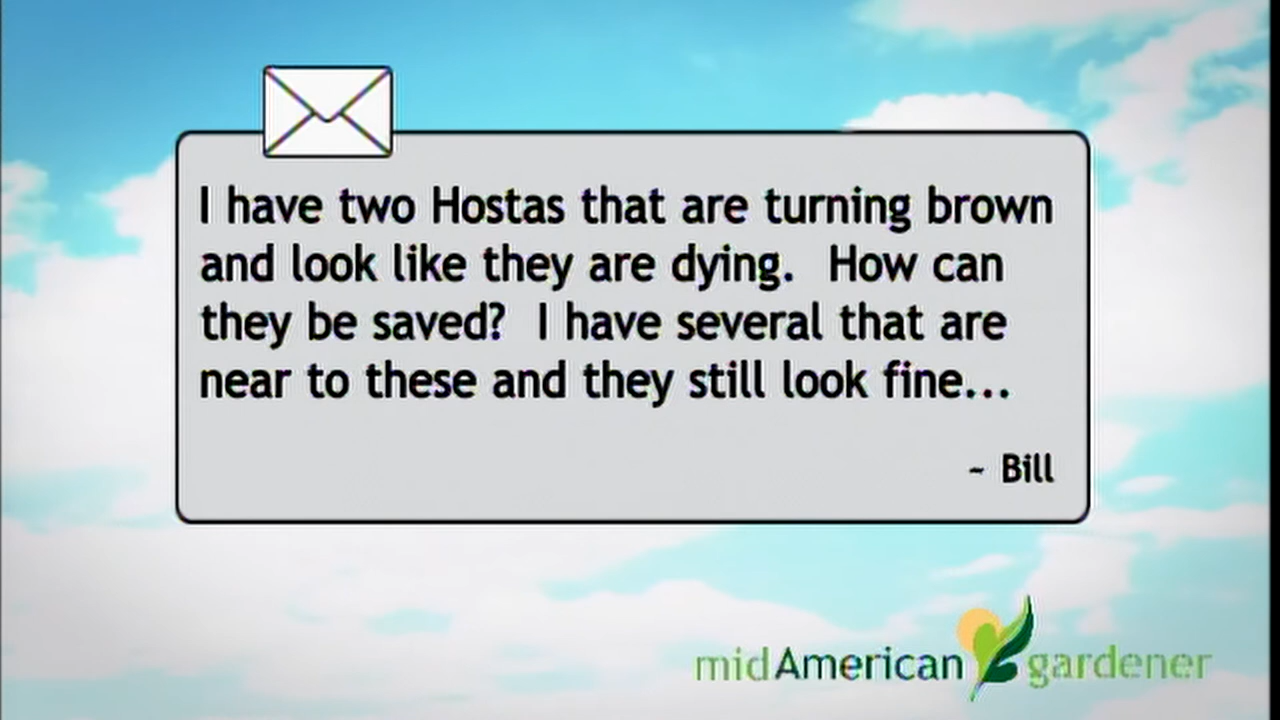 I have two Hostas that are turning brown
and look like they are dying.  How can
they be saved?  I have several that are
near to these and they still look fine...
~ Bill
midAmerican gardener